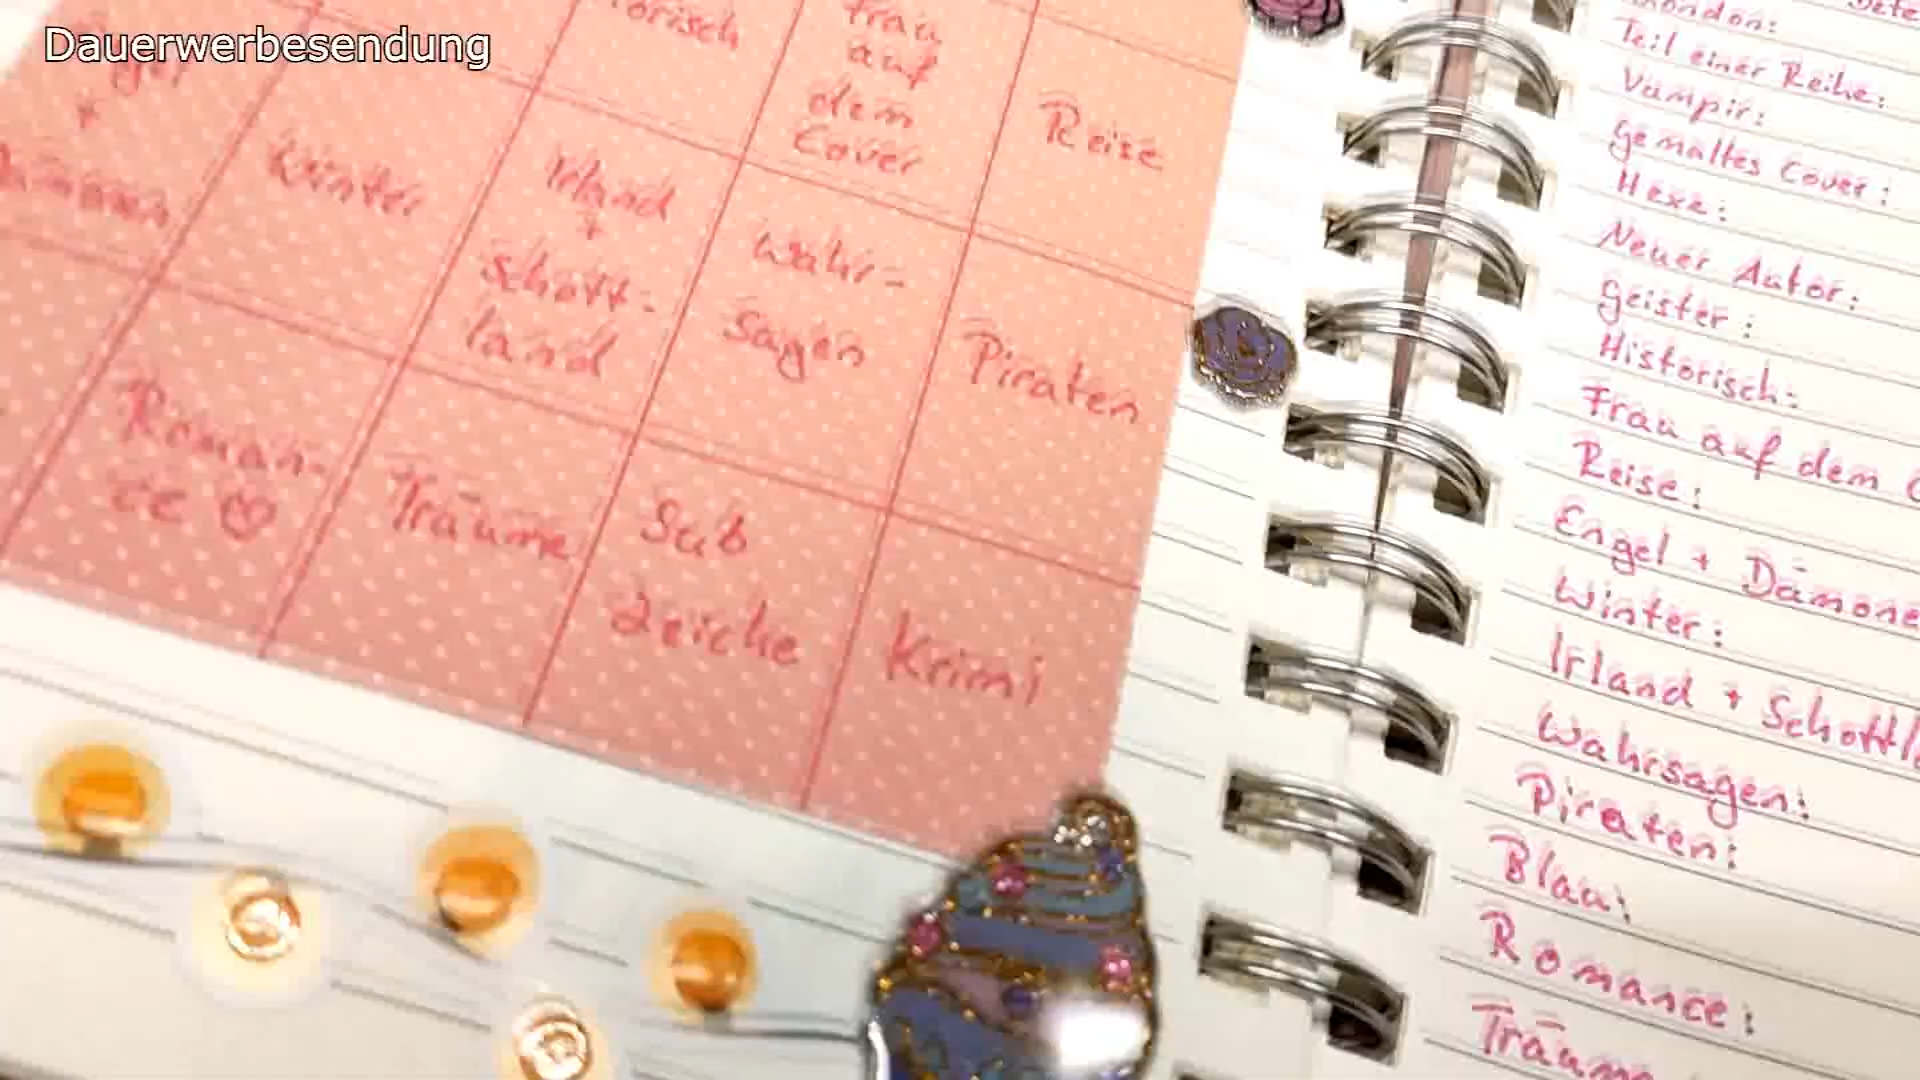 Dauerwerbesendung
Frau
auf
dem
Cover
Reise
+
Winter
Irland
+
Schott=
land
Wahr=
sagen
Piraten
Roman-
ce ♡
Träume
Sub
Leiche
Krimi
Teil einer Reihe:
Vampir:
gemaltes Cover:
Hexe:
Neuer Autor:
Geister:
Historisch:
Frau auf dem
Reise:
Engel + Dämone
Winter:
Irland + Schottl
Wahrsagen:
Piraten:
Blau:
Romance:
Träume